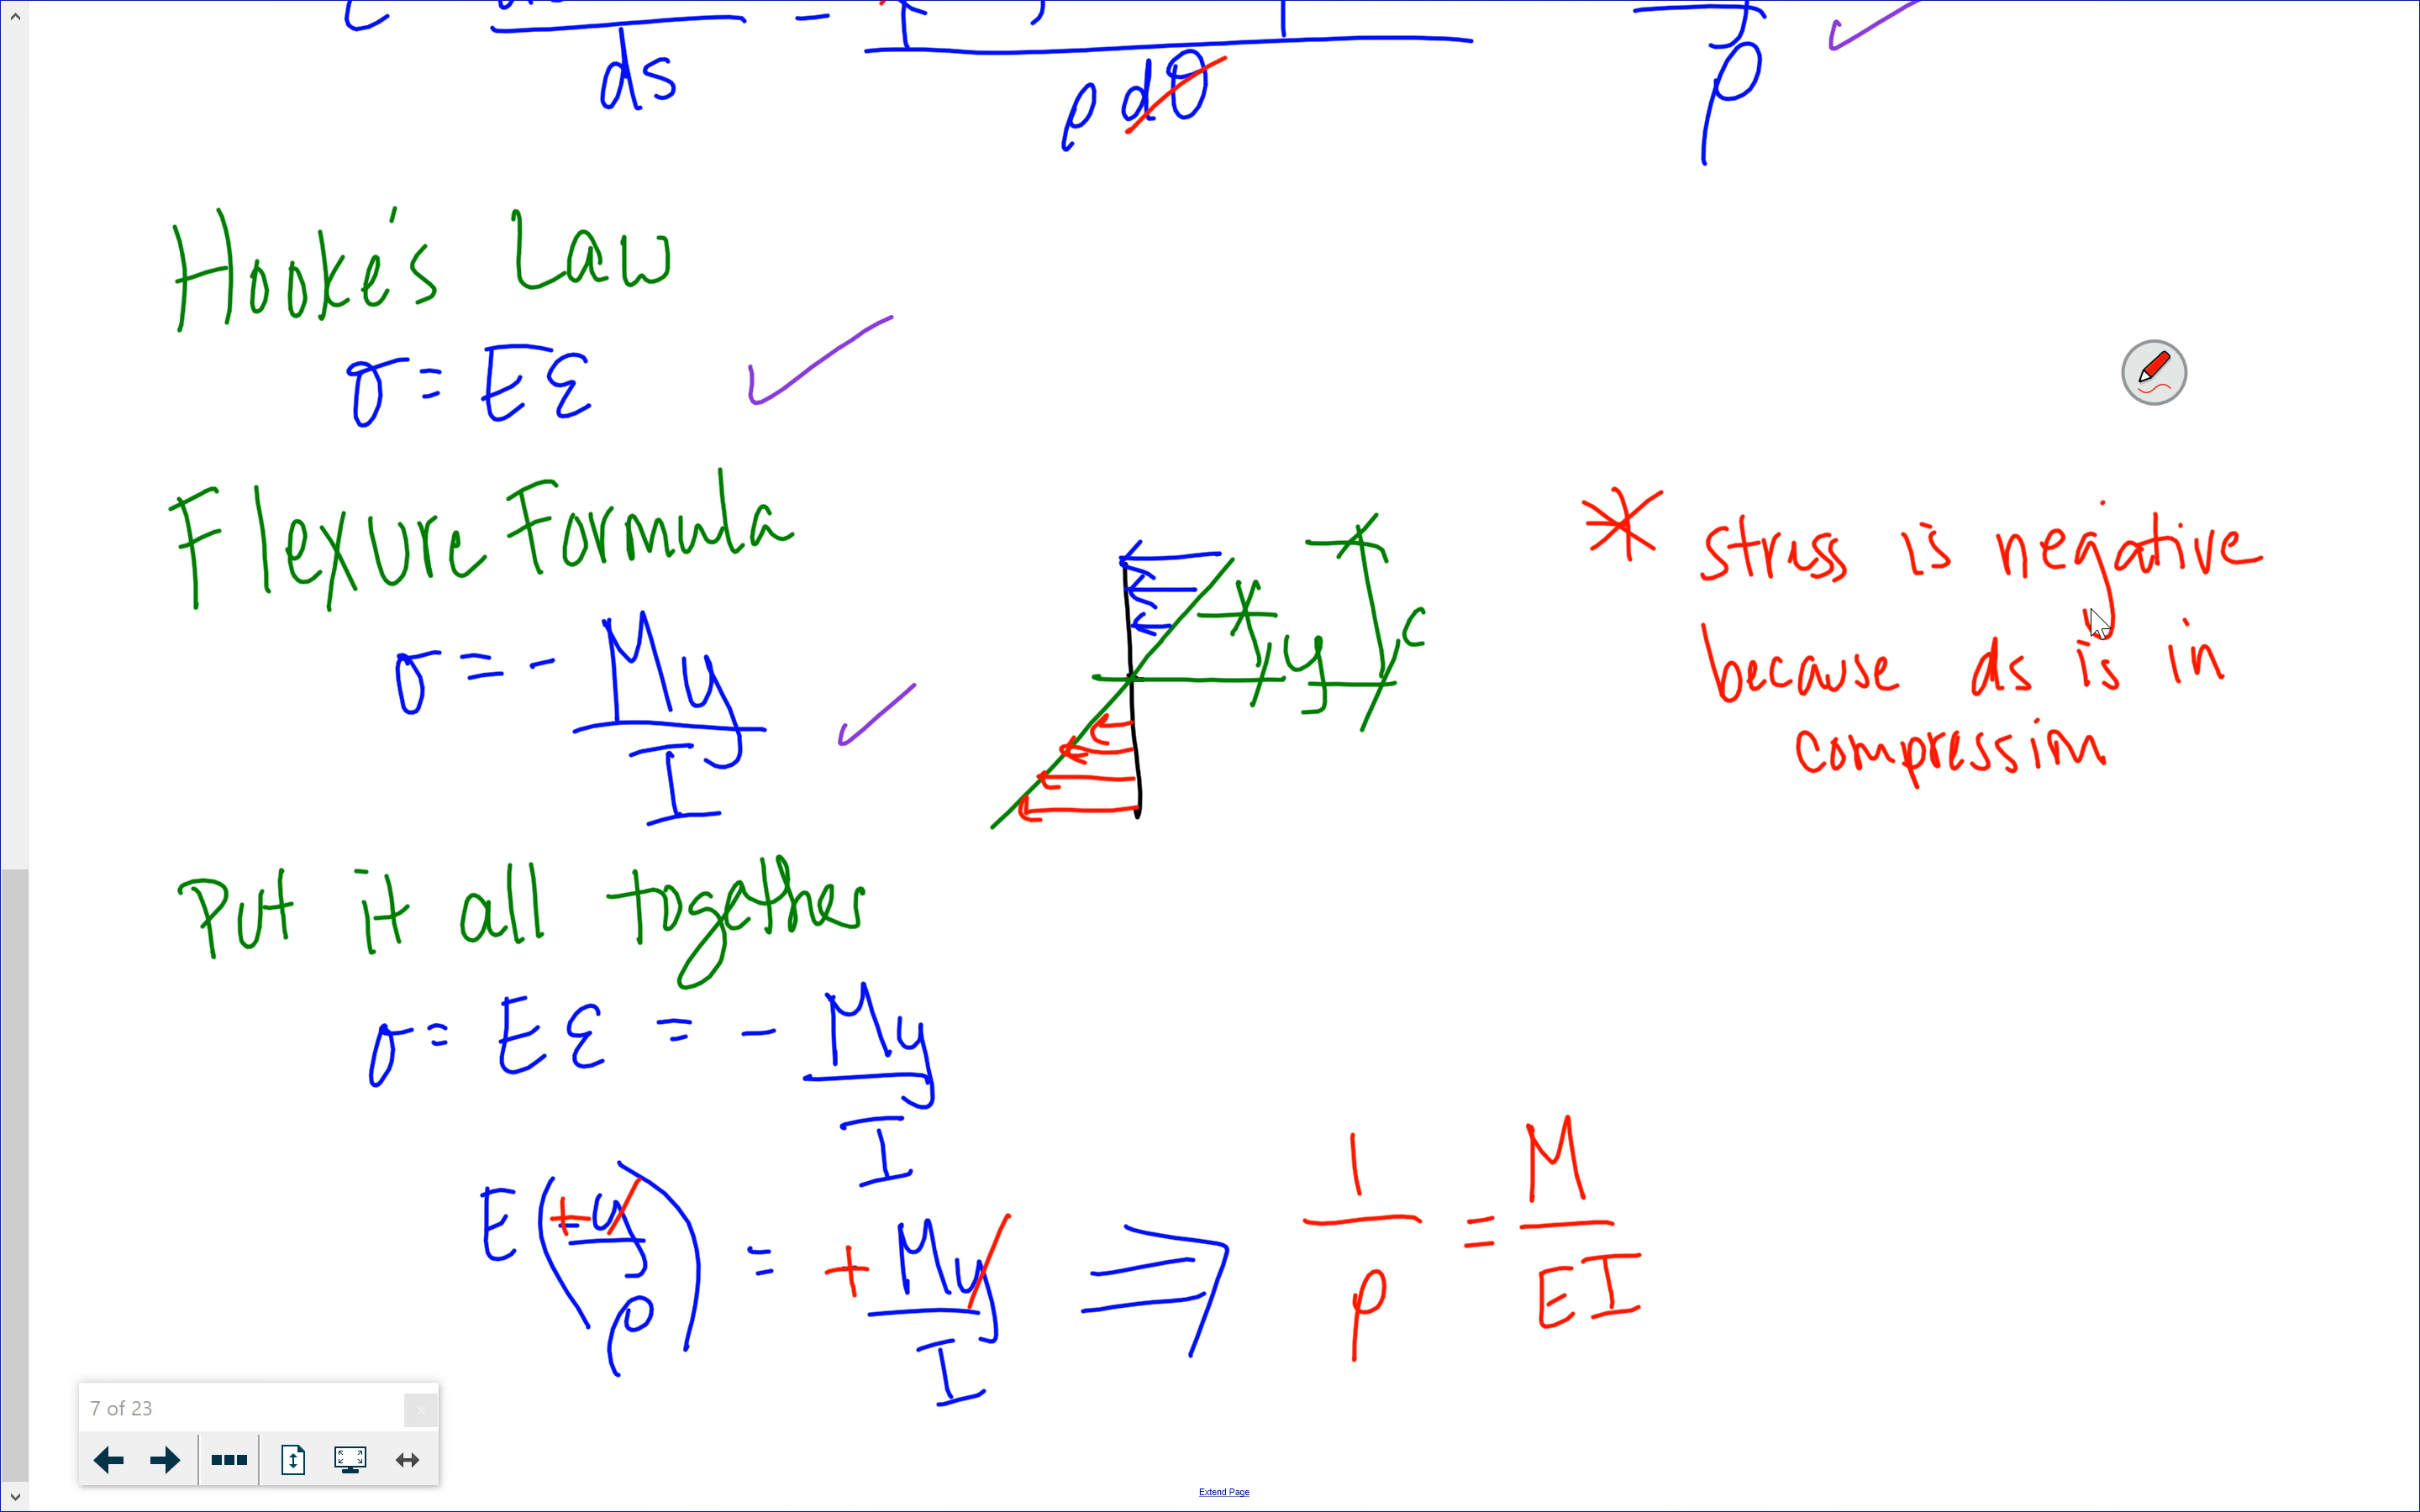 ds
ρ dθ
ρ
Hooke's Law
σ = Eε
Flexure Formula
σ = - My / I
y
c
* stress is negative
because ds is in
compression
Put it all together
σ = Eε = - My / I
E(+y / ρ) = + My / I ⇒ 1 / ρ = M / EI
7 of 23
Extend Page